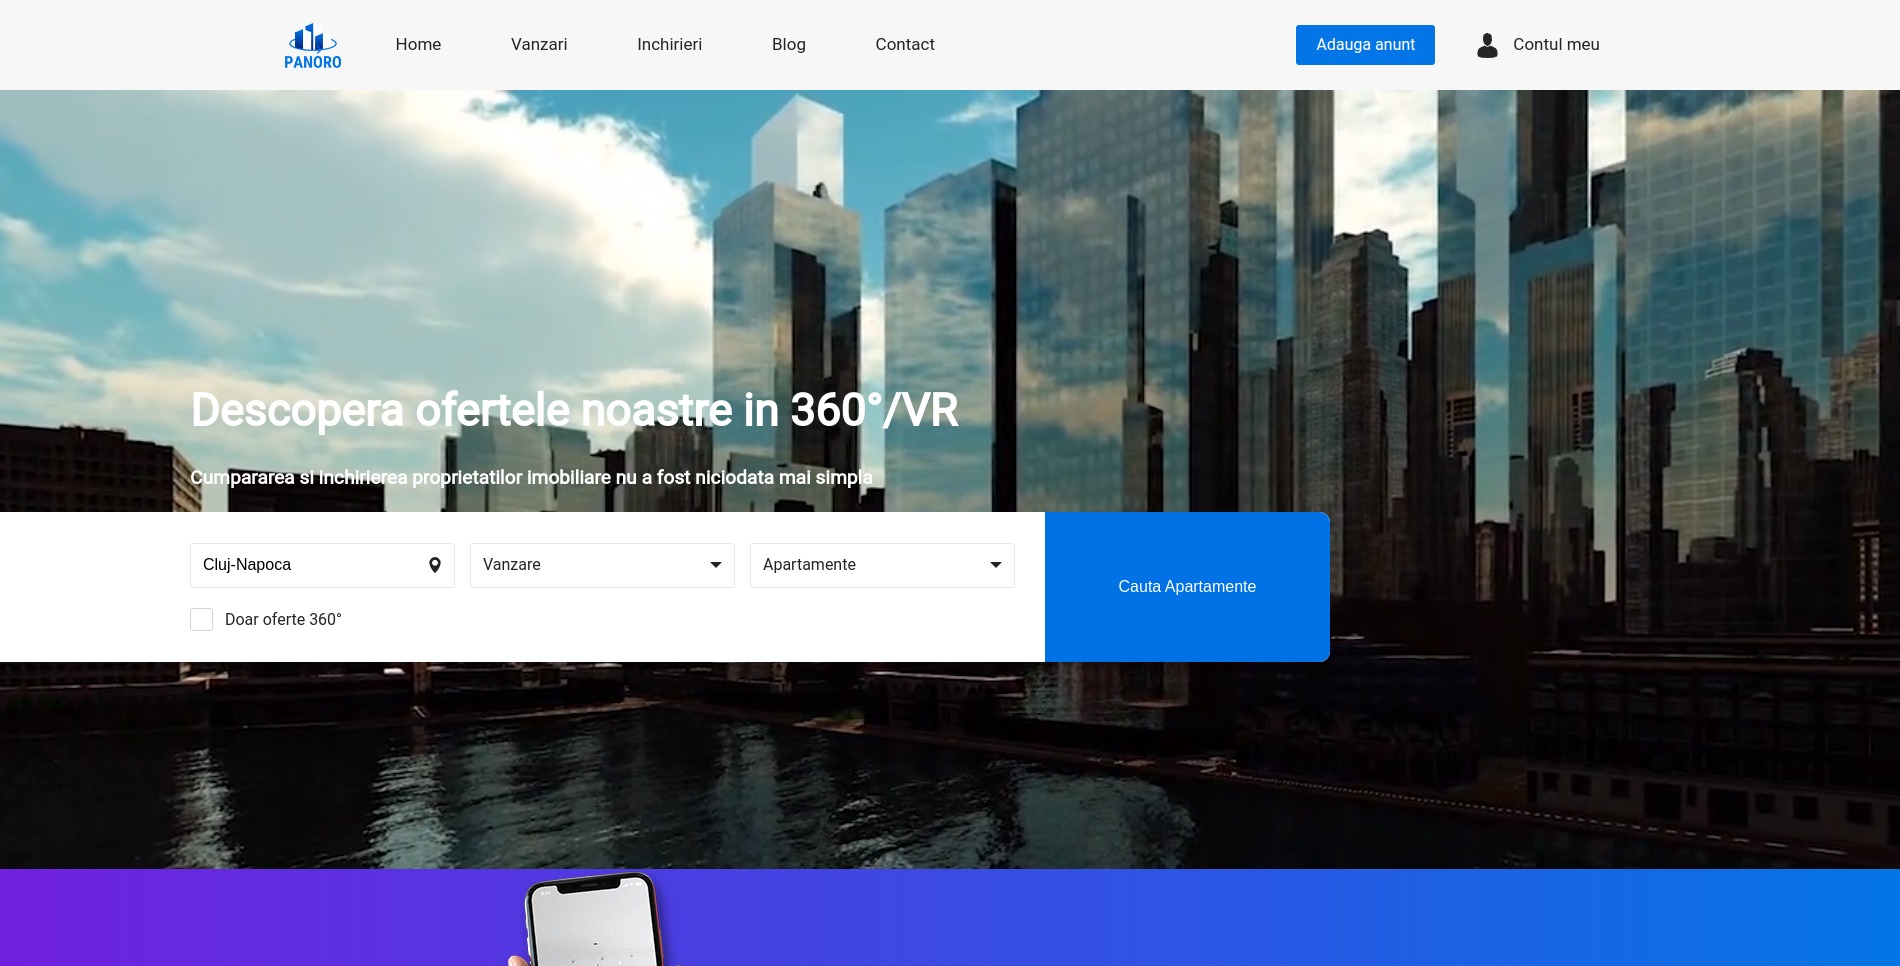 PANORO
Home
Vanzari
Inchirieri
Blog
Contact
Adauga anunt
Contul meu
Descopera ofertele noastre in 360°/VR
Cumpararea si inchirierea proprietatilor imobiliare nu a fost niciodata mai simpla
Cluj-Napoca
Vanzare
Apartamente
Cauta Apartamente
Doar oferte 360°